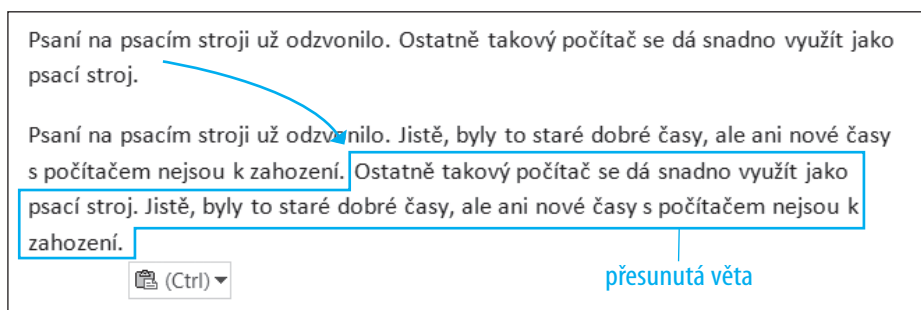 Psaní na psacím stroji už odzvonilo. Ostatně takový počítač se dá snadno využít jako
psací stroj.
Psaní na psacím stroji už odzvonilo. Jistě, byly to staré dobré časy, ale ani nové časy
s počítačem nejsou k zahození. Ostatně takový počítač se dá snadno využít jako
psací stroj. Jistě, byly to staré dobré časy, ale ani nové časy s počítačem nejsou k
zahození.
(Ctrl)
přesunutá věta